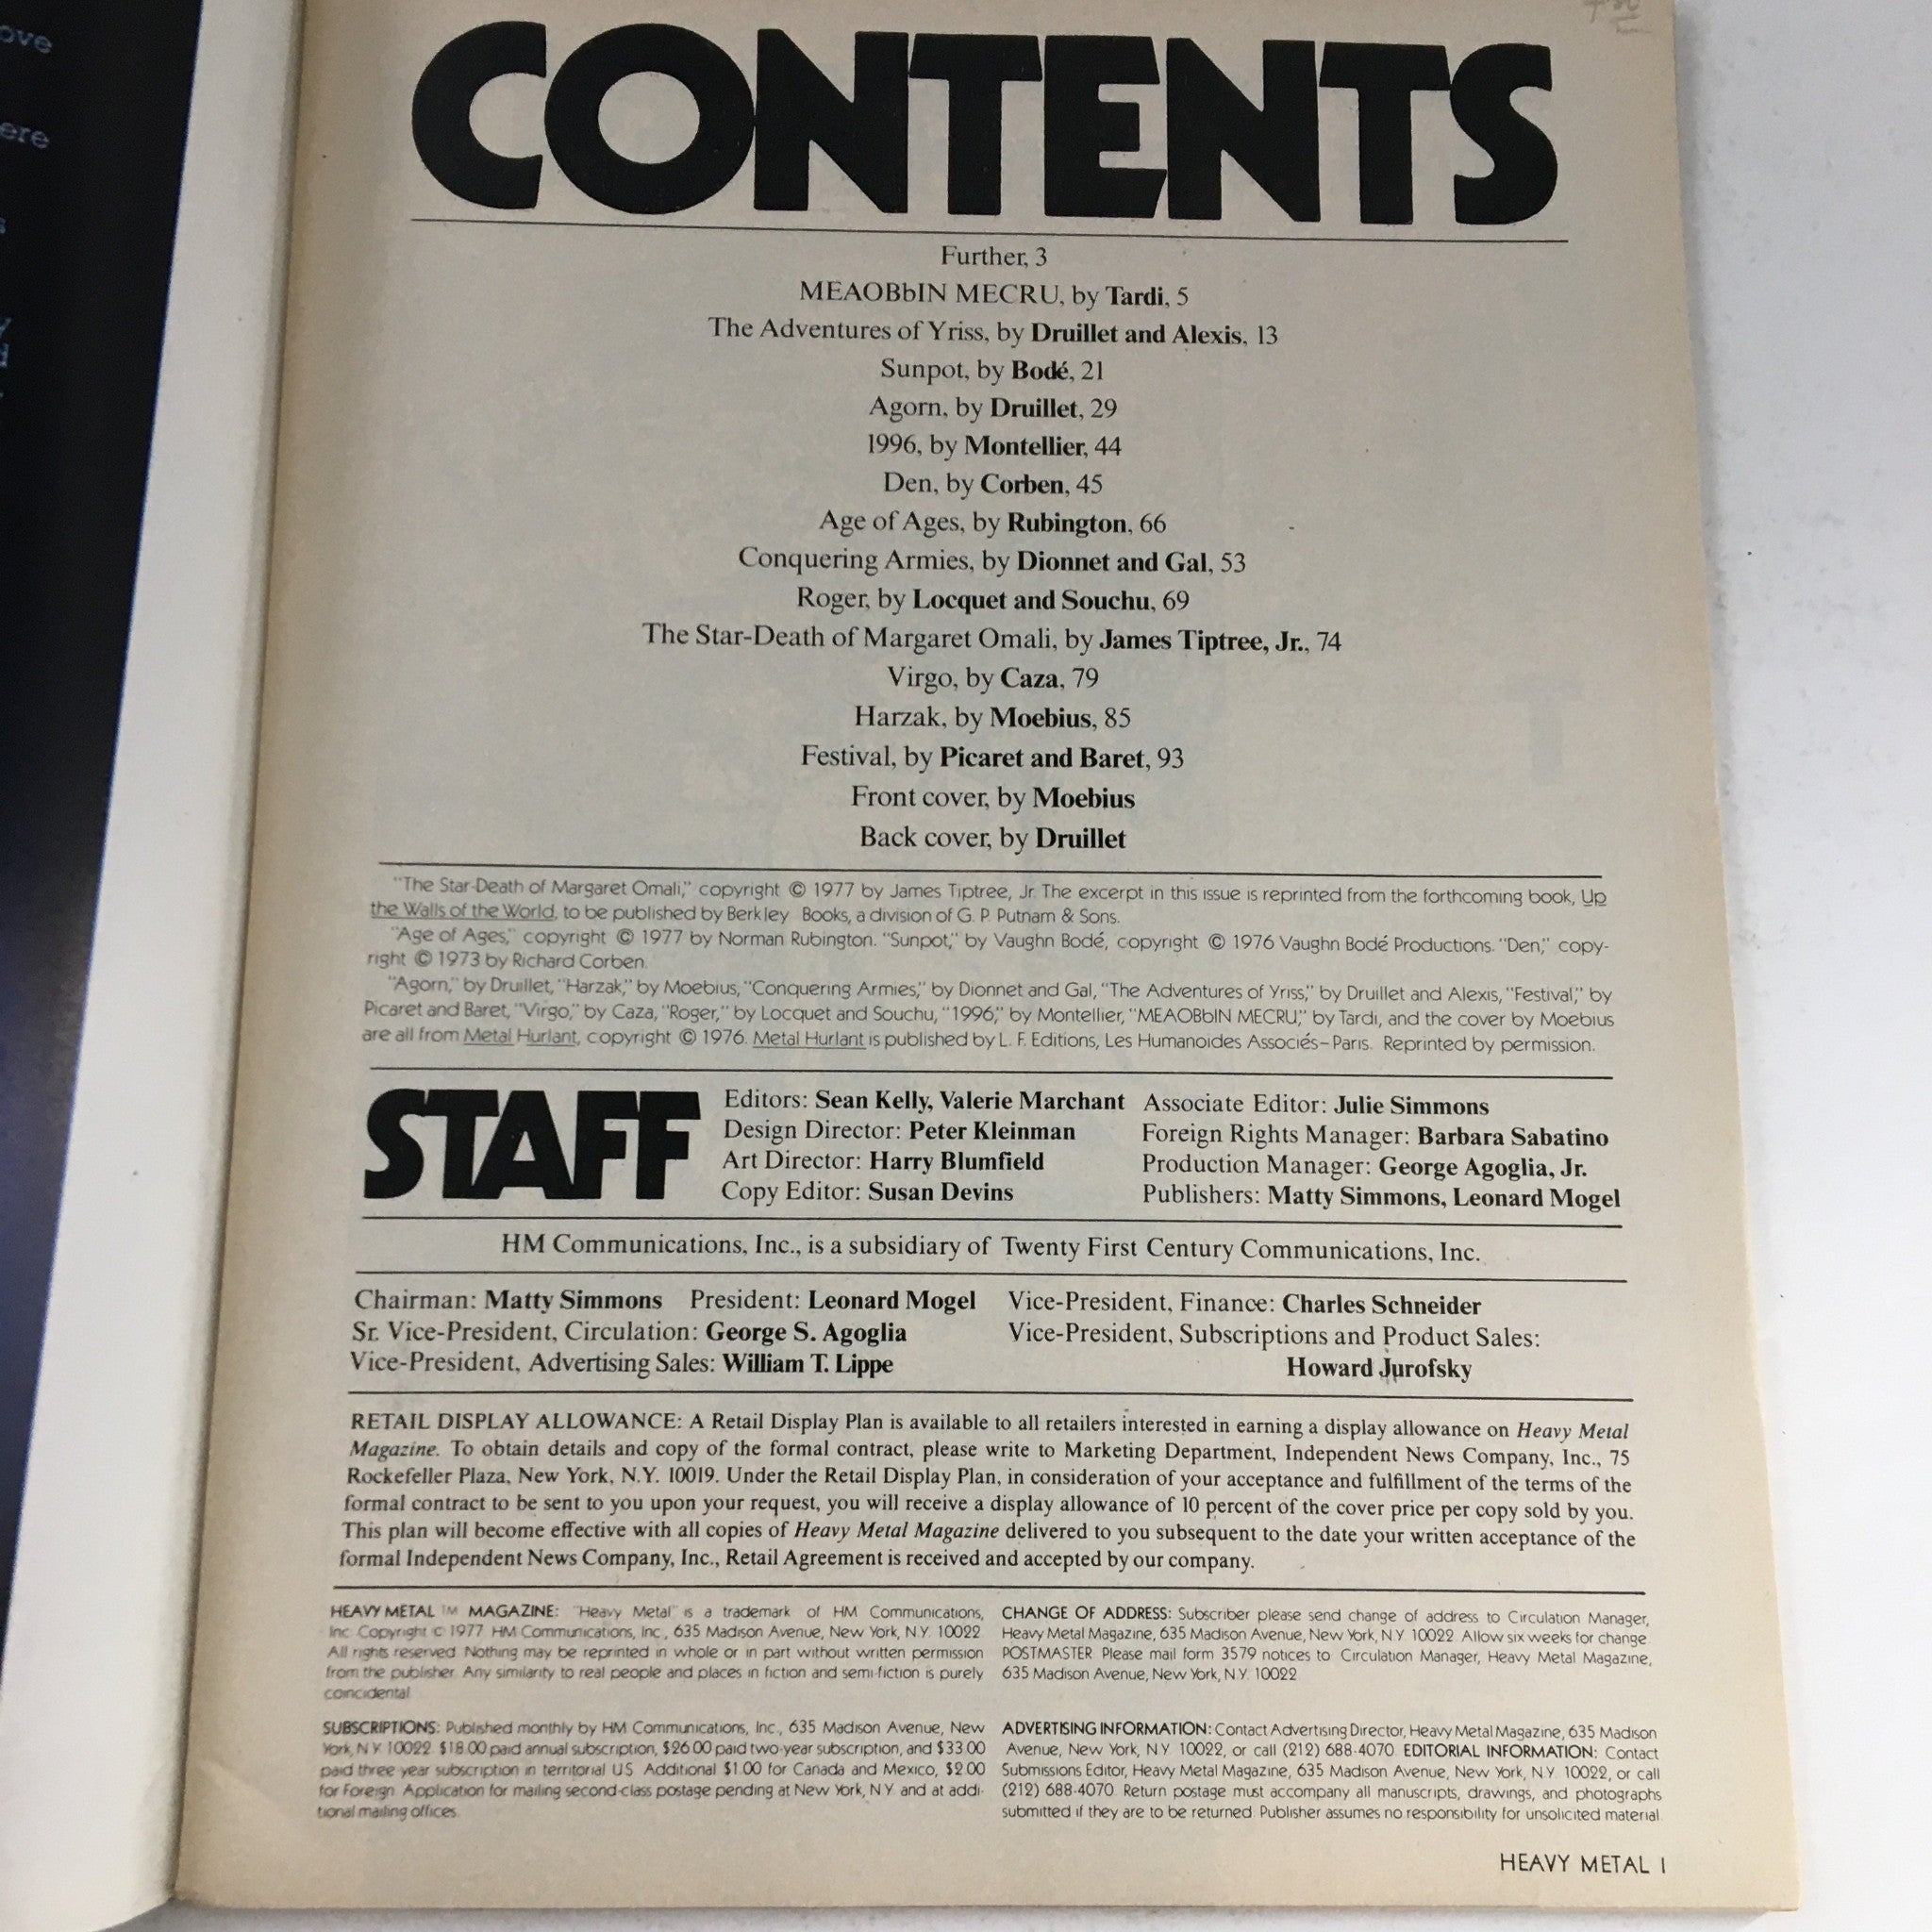 ove
ere
CONTENTS
Further, 3
MEAOBbIN MECRU, by Tardi, 5
The Adventures of Yriss, by Druillet and Alexis, 13
Sunpot, by Bodé, 21
Agorn, by Druillet, 29
1996, by Montellier, 44
Den, by Corben, 45
Age of Ages, by Rubington, 66
Conquering Armies, by Dionnet and Gal, 53
Roger, by Locquet and Souchu, 69
The Star-Death of Margaret Omali, by James Tiptree, Jr., 74
Virgo, by Caza, 79
Harzak, by Moebius, 85
Festival, by Picaret and Baret, 93
Front cover, by Moebius
Back cover, by Druillet
"The Star-Death of Margaret Omali," copyright © 1977 by James Tiptree, Jr. The excerpt in this issue is reprinted from the forthcoming book, Up
the Walls of the World, to be published by Berkley Books, a division of G. P. Putnam & Sons.
"Age of Ages," copyright © 1977 by Norman Rubington. "Sunpot," by Vaughn Bodé, copyright © 1976 Vaughn Bodé Productions. "Den," copy-
right © 1973 by Richard Corben.
"Agorn," by Druillet, "Harzak," by Moebius, "Conquering Armies," by Dionnet and Gal, "The Adventures of Yriss," by Druillet and Alexis, "Festival," by
Picaret and Baret, "Virgo," by Caza, "Roger," by Locquet and Souchu, "1996," by Montellier, "MEAOBbIN MECRU," by Tardi, and the cover by Moebius
are all from Metal Hurlant, copyright © 1976. Metal Hurlant is published by L. F. Editions, Les Humanoides Associés–Paris. Reprinted by permission.
STAFF
Editors: Sean Kelly, Valerie Marchant Associate Editor: Julie Simmons
Design Director: Peter Kleinman Foreign Rights Manager: Barbara Sabatino
Art Director: Harry Blumfield Production Manager: George Agoglia, Jr.
Copy Editor: Susan Devins Publishers: Matty Simmons, Leonard Mogel
HM Communications, Inc., is a subsidiary of Twenty First Century Communications, Inc.
Chairman: Matty Simmons President: Leonard Mogel Vice-President, Finance: Charles Schneider
Sr. Vice-President, Circulation: George S. Agoglia Vice-President, Subscriptions and Product Sales:
Vice-President, Advertising Sales: William T. Lippe Howard Jurofsky
RETAIL DISPLAY ALLOWANCE: A Retail Display Plan is available to all retailers interested in earning a display allowance on Heavy Metal
Magazine. To obtain details and copy of the formal contract, please write to Marketing Department, Independent News Company, Inc., 75
Rockefeller Plaza, New York, N.Y. 10019. Under the Retail Display Plan, in consideration of your acceptance and fulfillment of the terms of the
formal contract to be sent to you upon your request, you will receive a display allowance of 10 percent of the cover price per copy sold by you.
This plan will become effective with all copies of Heavy Metal Magazine delivered to you subsequent to the date your written acceptance of the
formal Independent News Company, Inc., Retail Agreement is received and accepted by our company.
HEAVY METAL ™ MAGAZINE: "Heavy Metal" is a trademark of HM Communications,
Inc. Copyright © 1977 HM Communications, Inc., 635 Madison Avenue, New York, N.Y. 10022.
All rights reserved. Nothing may be reprinted in whole or in part without written permission
from the publisher. Any similarity to real people and places in fiction and semi-fiction is purely
coincidental.
SUBSCRIPTIONS: Published monthly by HM Communications, Inc., 635 Madison Avenue, New
York, N.Y. 10022. $18.00 paid annual subscription, $26.00 paid two-year subscription, and $33.00
paid three year subscription in territorial U.S. Additional $1.00 for Canada and Mexico, $2.00
for Foreign. Application for mailing second-class postage pending at New York, N.Y. and at addi-
tional mailing offices.
CHANGE OF ADDRESS: Subscriber please send change of address to Circulation Manager,
Heavy Metal Magazine, 635 Madison Avenue, New York, N.Y. 10022. Allow six weeks for change.
POSTMASTER: Please mail form 3579 notices to Circulation Manager, Heavy Metal Magazine,
635 Madison Avenue, New York, N.Y. 10022.
ADVERTISING INFORMATION: Contact Advertising Director, Heavy Metal Magazine, 635 Madison
Avenue, New York, N.Y. 10022, or call (212) 688-4070. EDITORIAL INFORMATION: Contact
Submissions Editor, Heavy Metal Magazine, 635 Madison Avenue, New York, N.Y. 10022, or call
(212) 688-4070. Return postage must accompany all manuscripts, drawings, and photographs
submitted if they are to be returned. Publisher assumes no responsibility for unsolicited material.
HEAVY METAL 1